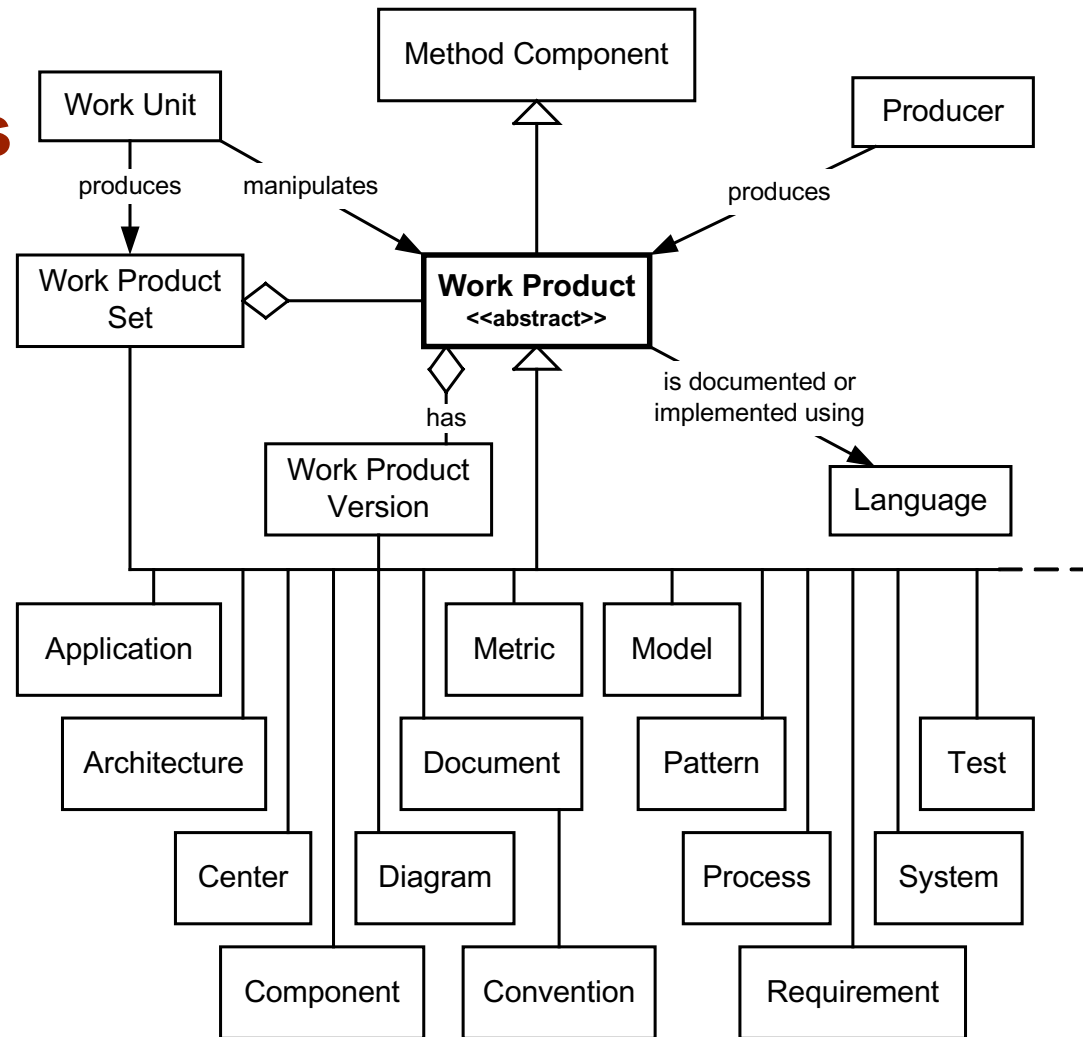 s
Method Component
Work Unit
Producer
produces
manipulates
produces
Work Product
Set
Work Product
<<abstract>>
is documented or
implemented using
has
Work Product
Version
Language
Application
Metric
Model
Architecture
Document
Pattern
Test
Center
Diagram
Process
System
Component
Convention
Requirement